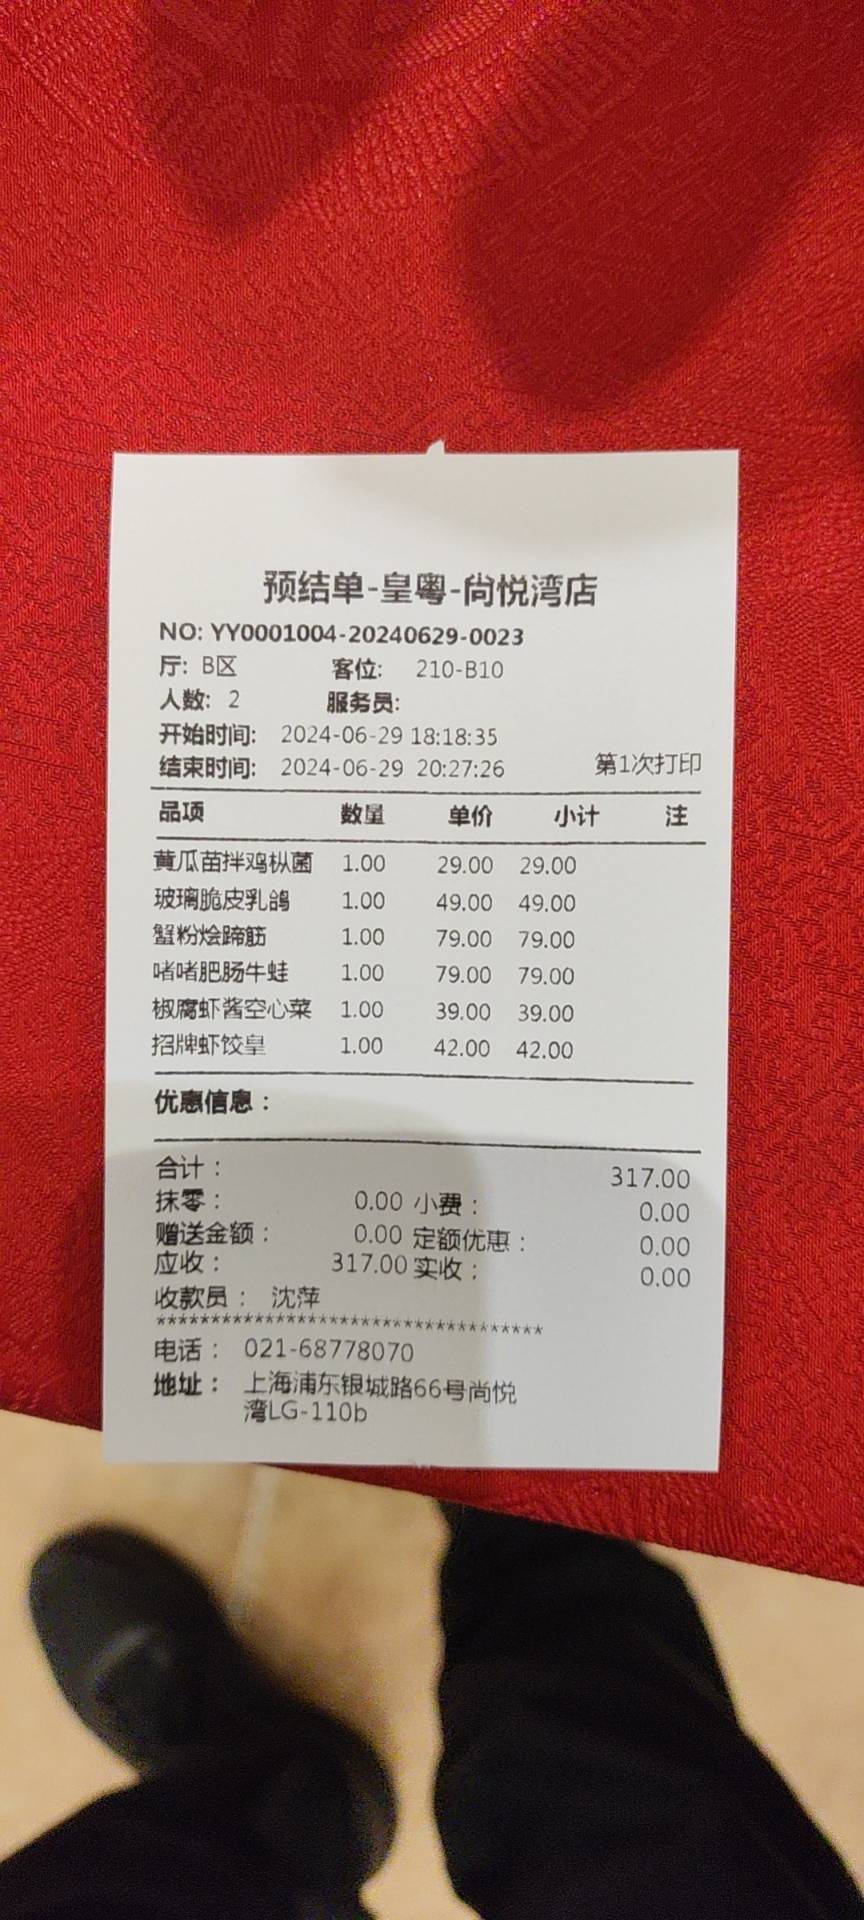 预结单-皇粤-尚悦湾店
NO: YY0001004-20240629-0023
厅: B区 客位: 210-B10
人数: 2 服务员:
开始时间: 2024-06-29 18:18:35
结束时间: 2024-06-29 20:27:26 第1次打印
品项 数量 单价 小计 注
黄瓜苗拌鸡枞菌 1.00 29.00 29.00
玻璃脆皮乳鸽 1.00 49.00 49.00
蟹粉烩蹄筋 1.00 79.00 79.00
啫啫肥肠牛蛙 1.00 79.00 79.00
椒腐虾酱空心菜 1.00 39.00 39.00
招牌虾饺皇 1.00 42.00 42.00
优惠信息：
合计： 317.00
抹零： 0.00 小费： 0.00
赠送金额： 0.00 定额优惠： 0.00
应收： 317.00 实收： 0.00
收款员： 沈萍
***********************************
电话： 021-68778070
地址： 上海浦东银城路66号尚悦
湾LG-110b